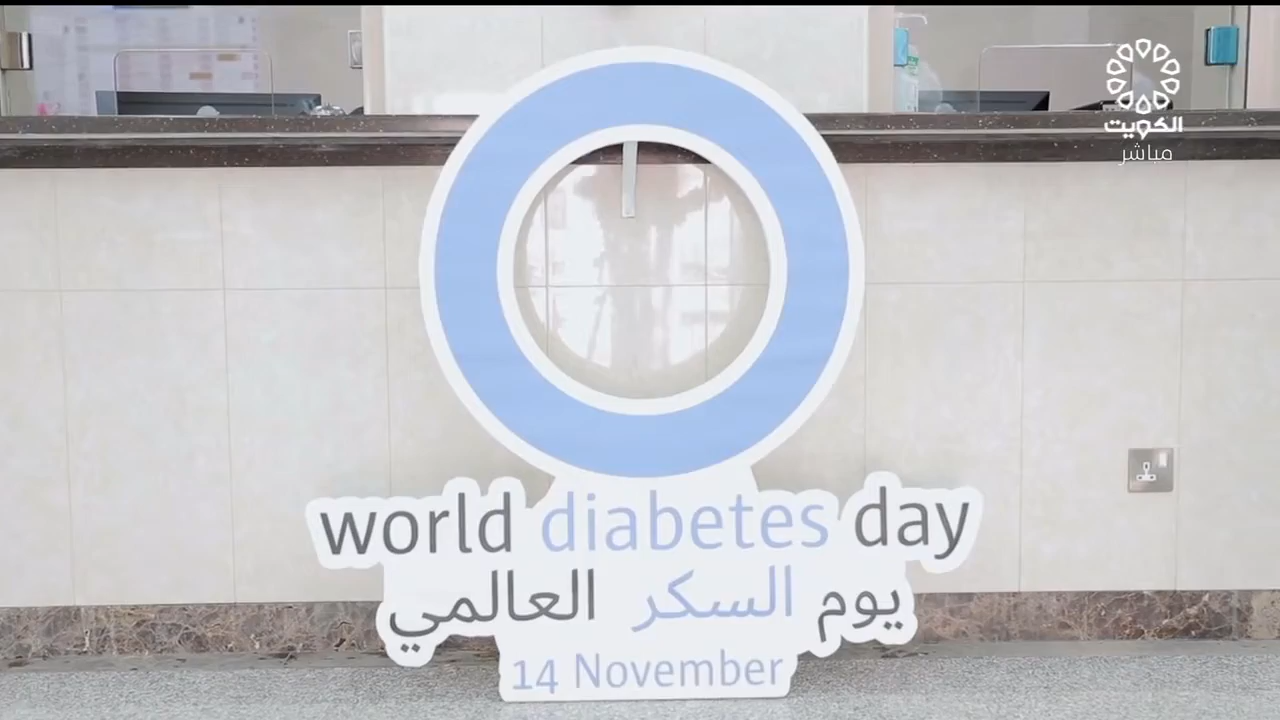 الكويت
مباشر
world diabetes day
يوم السكر العالمي
14 November